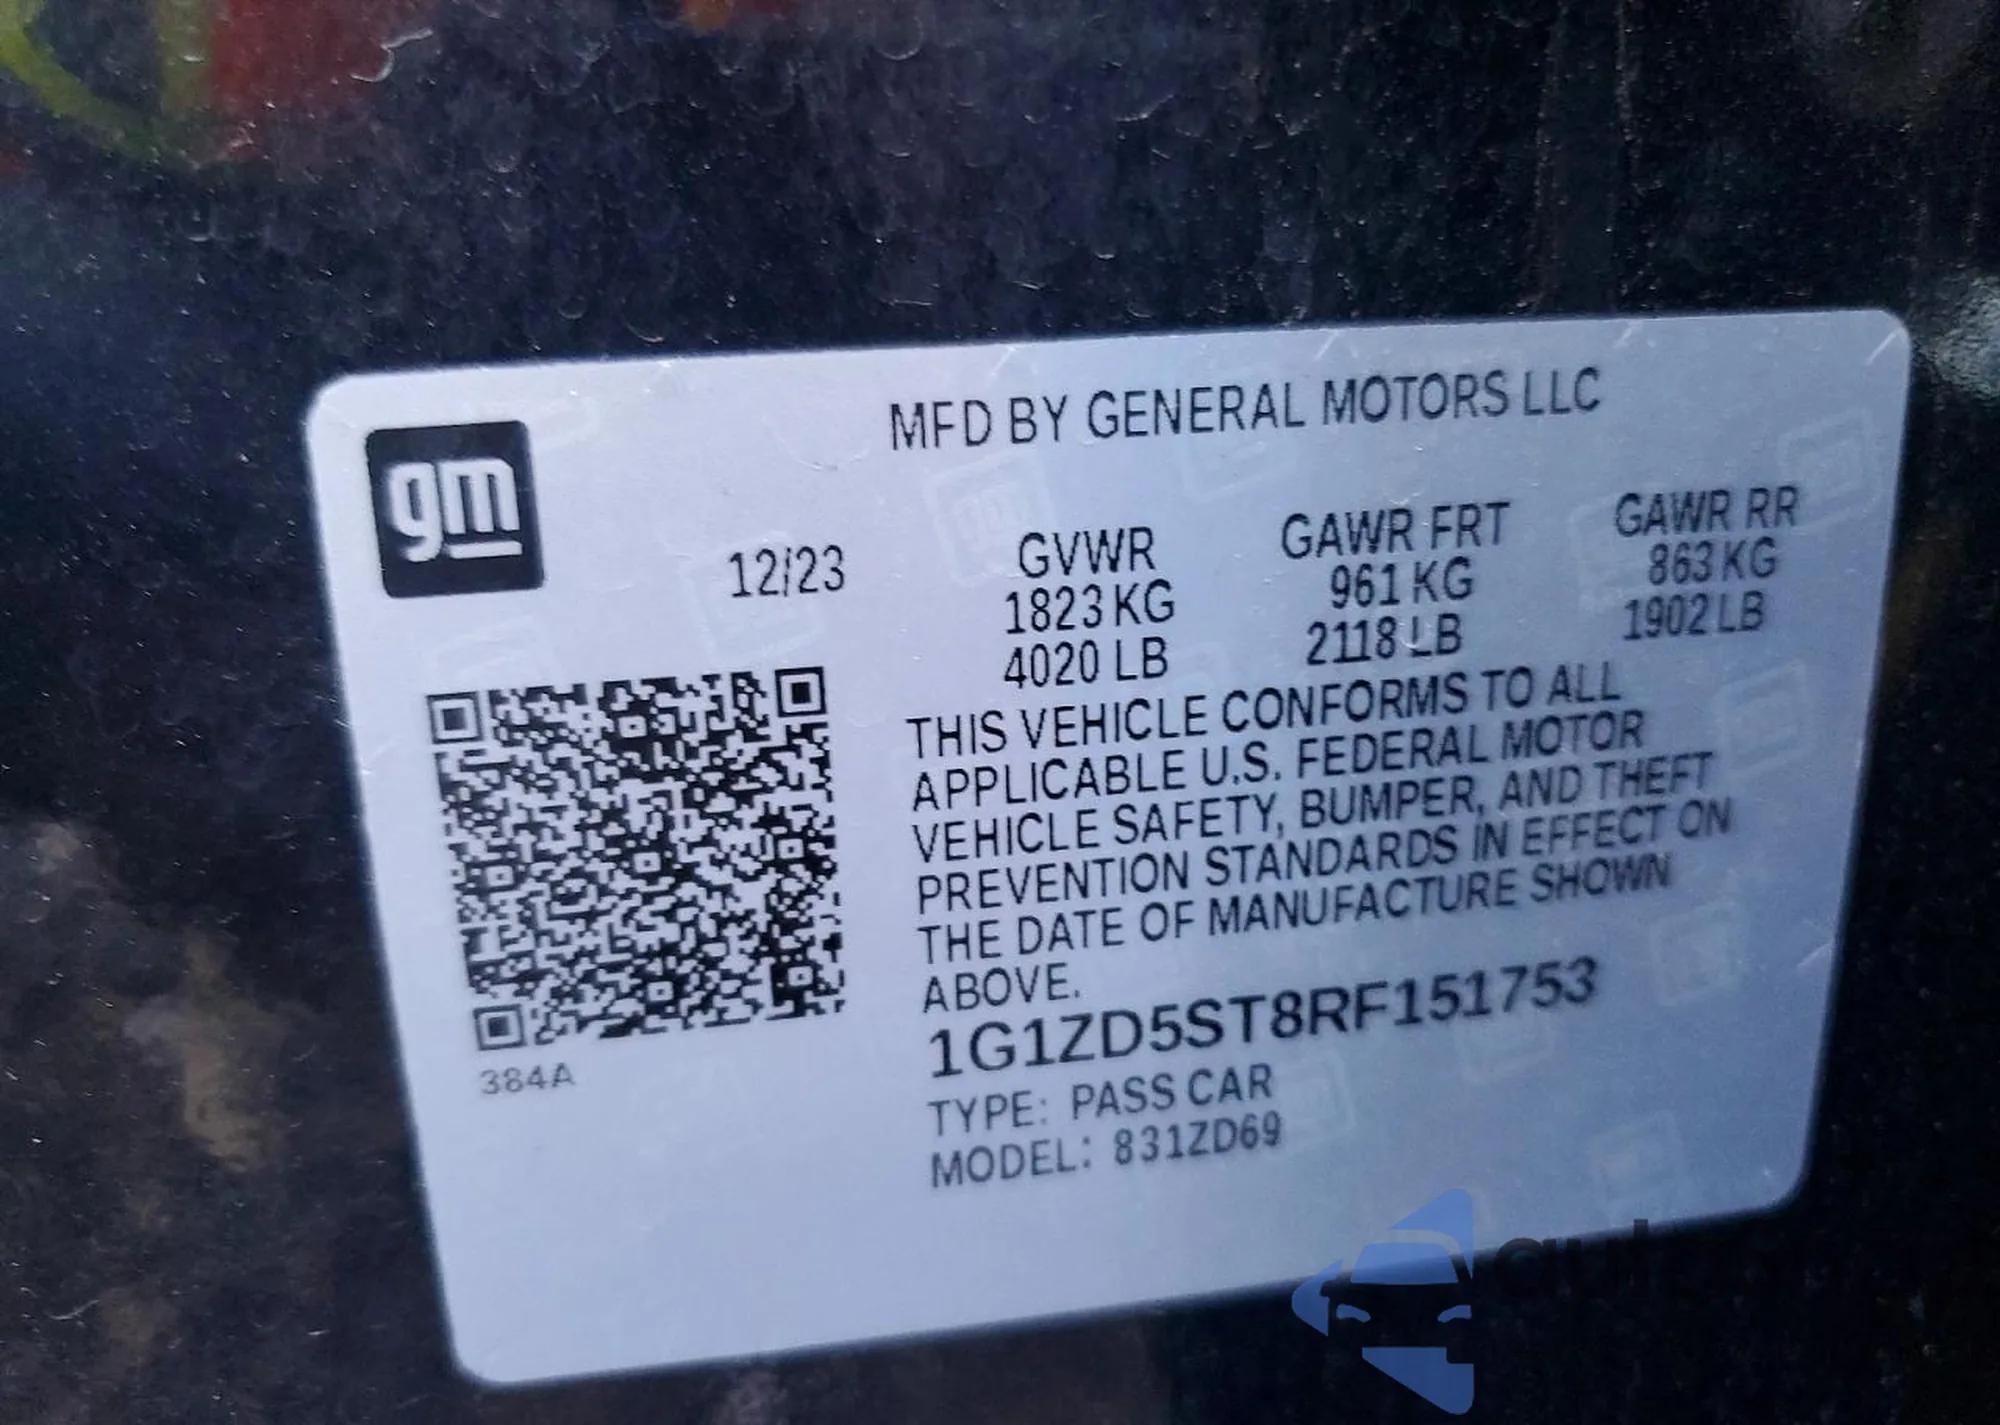 gm
MFD BY GENERAL MOTORS LLC
12/23
GVWR
1823 KG
4020 LB
GAWR FRT
961 KG
2118 LB
GAWR RR
863 KG
1902 LB
THIS VEHICLE CONFORMS TO ALL
APPLICABLE U.S. FEDERAL MOTOR
VEHICLE SAFETY, BUMPER, AND THEFT
PREVENTION STANDARDS IN EFFECT ON
THE DATE OF MANUFACTURE SHOWN
ABOVE.
1G1ZD5ST8RF151753
TYPE: PASS CAR
MODEL: 831ZD69
384A